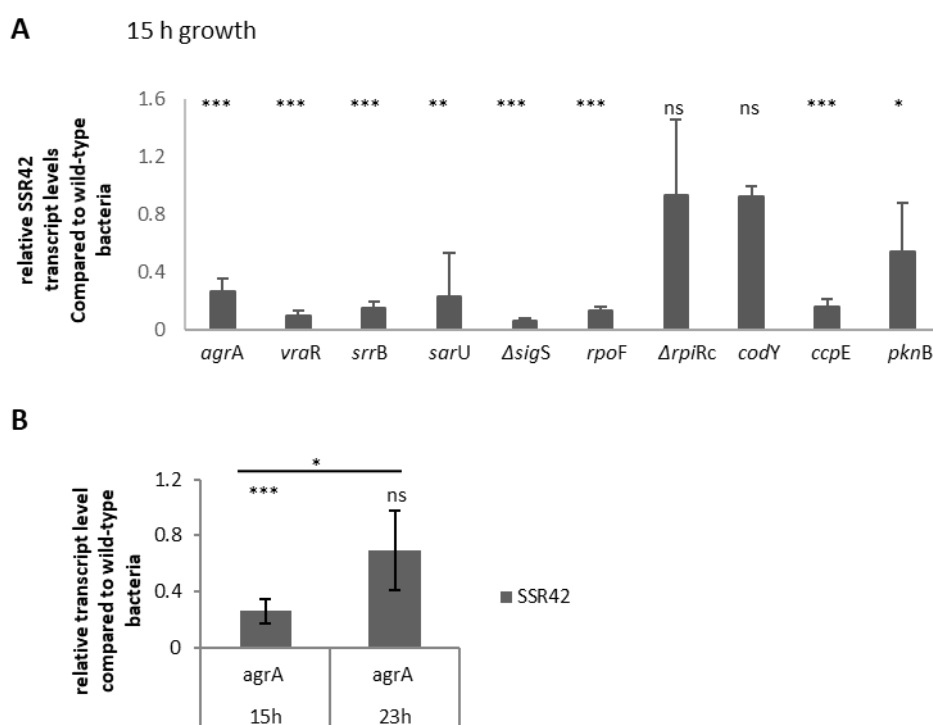 A
15 h growth
relative SSR42
transcript levels
Compared to wild-type
bacteria
1.6
1.2
0.8
0.4
0
*** *** *** ** *** *** ns ns *** *
agrA vraR srrB sarU ΔsigS rpoF ΔrpiRc codY ccpE pknB
B
relative transcript level
compared to wild-type
bacteria
1.2
0.8
0.4
0
*
*** ns
SSR42
agrA agrA
15h 23h